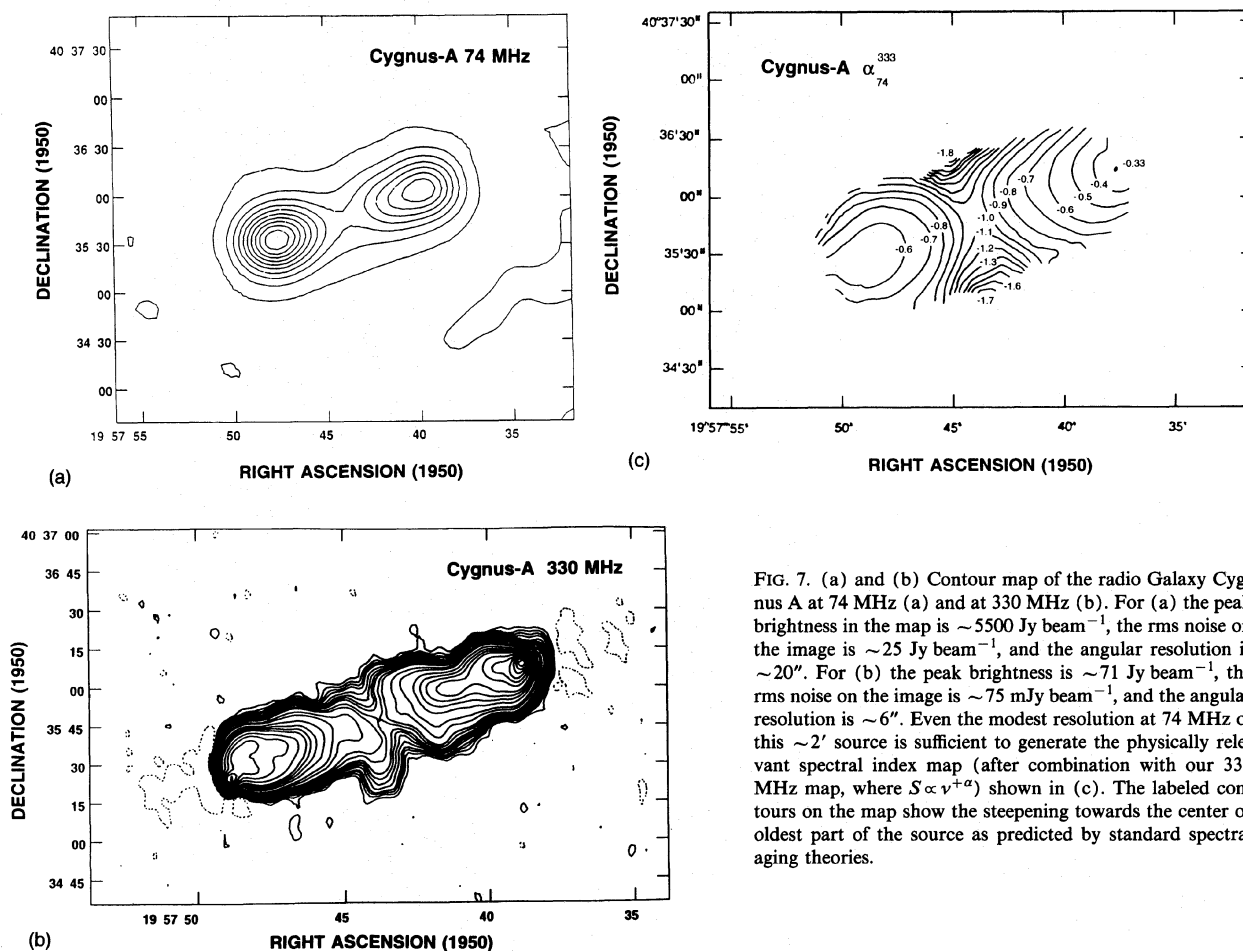 Cygnus-A 74 MHz
40 37 30
00
36 30
00
35 30
00
34 30
00
DECLINATION (1950)
19 57 55
50
45
40
35
RIGHT ASCENSION (1950)
(a)
Cygnus-A α 333 74
40°37'30"
00"
36'30"
00"
35'30"
00"
34'30"
DECLINATION (1950)
-1.8
-0.33
-0.7
-0.4
-0.8
-0.5
-0.9
-0.6
-1.0
-0.8
-1.1
-0.7
-1.2
-0.6
-1.3
-1.6
-1.7
19ˢ57ᵐ55ˢ
50ˢ
45ˢ
40ˢ
35ˢ
RIGHT ASCENSION (1950)
(c)
Cygnus-A 330 MHz
40 37 00
36 45
30
15
00
35 45
30
15
00
34 45
DECLINATION (1950)
19 57 50
45
40
35
RIGHT ASCENSION (1950)
(b)
FIG. 7. (a) and (b) Contour map of the radio Galaxy Cyg-
nus A at 74 MHz (a) and at 330 MHz (b). For (a) the peak
brightness in the map is ~5500 Jy beam⁻¹, the rms noise o
the image is ~25 Jy beam⁻¹, and the angular resolution i
~20″. For (b) the peak brightness is ~71 Jy beam⁻¹, th
rms noise on the image is ~75 mJy beam⁻¹, and the angula
resolution is ~6″. Even the modest resolution at 74 MHz o
this ~2′ source is sufficient to generate the physically rele
vant spectral index map (after combination with our 33
MHz map, where S∝ν⁺ᵅ) shown in (c). The labeled con
tours on the map show the steepening towards the center o
oldest part of the source as predicted by standard spectra
aging theories.